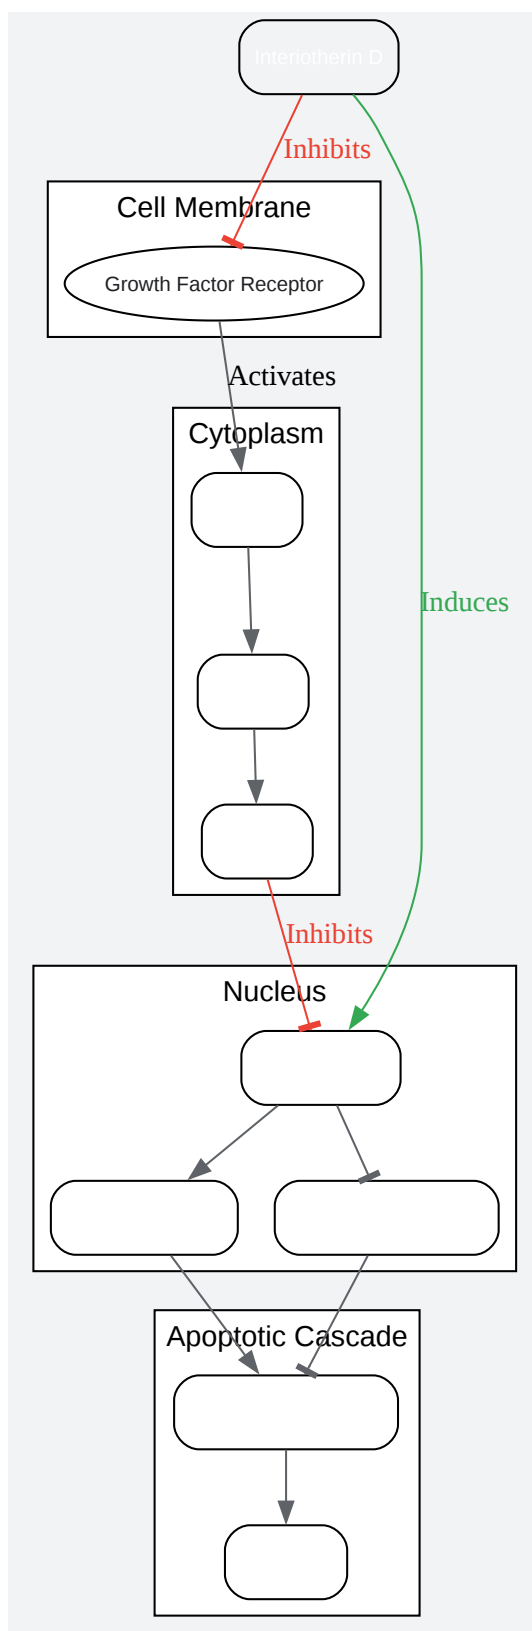 Interiotherin D
Inhibits
Cell Membrane
Growth Factor Receptor
Activates
Cytoplasm
Induces
Inhibits
Nucleus
Apoptotic Cascade